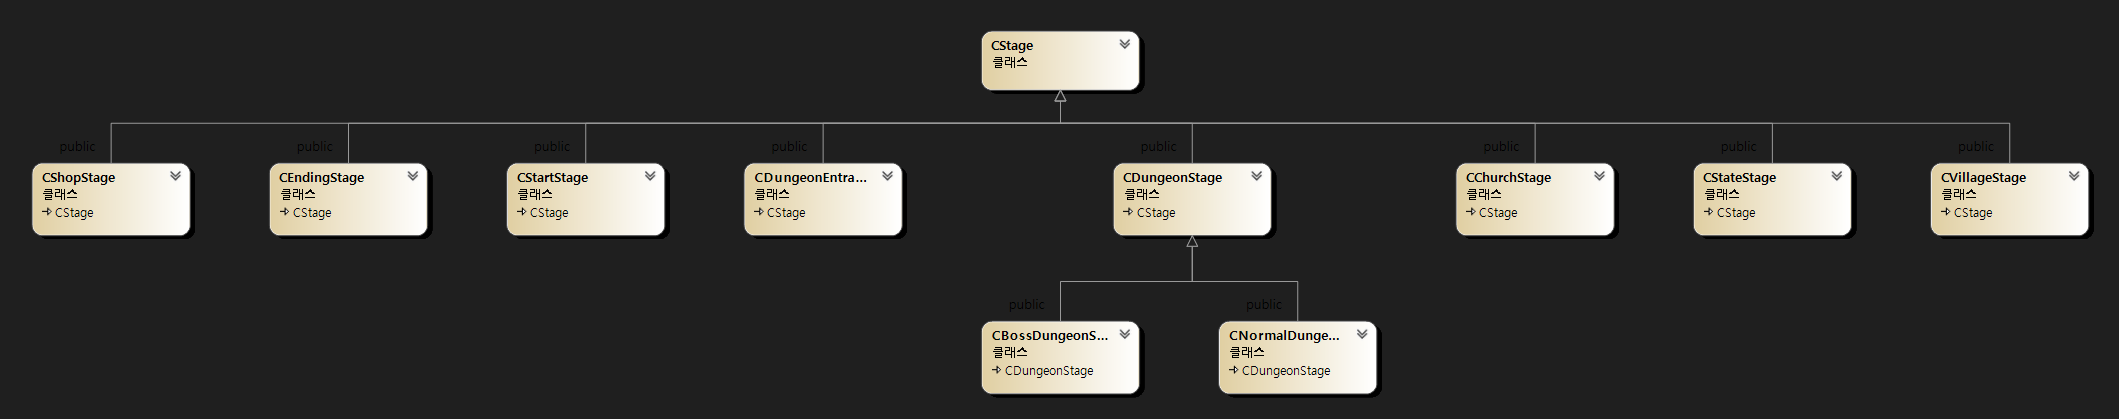 CStage
클래스
public
public
public
public
public
public
public
public
CShopStage
클래스
CStage
CEndingStage
클래스
CStage
CStartStage
클래스
CStage
CDungeonEntra...
클래스
CStage
CDungeonStage
클래스
CStage
CChurchStage
클래스
CStage
CStateStage
클래스
CStage
CVillageStage
클래스
CStage
public
public
CBossDungeonS...
클래스
CDungeonStage
CNormalDunge...
클래스
CDungeonStage